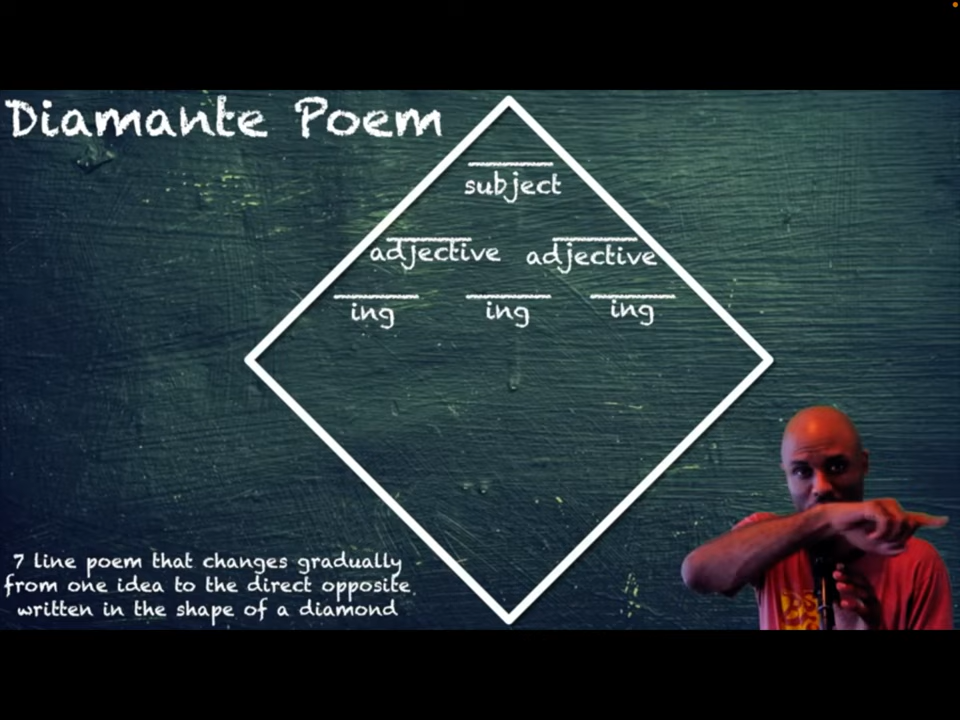 Diamante Poem
subject
adjective adjective
ing ing ing
7 line poem that changes gradually
from one idea to the direct opposite
written in the shape of a diamond